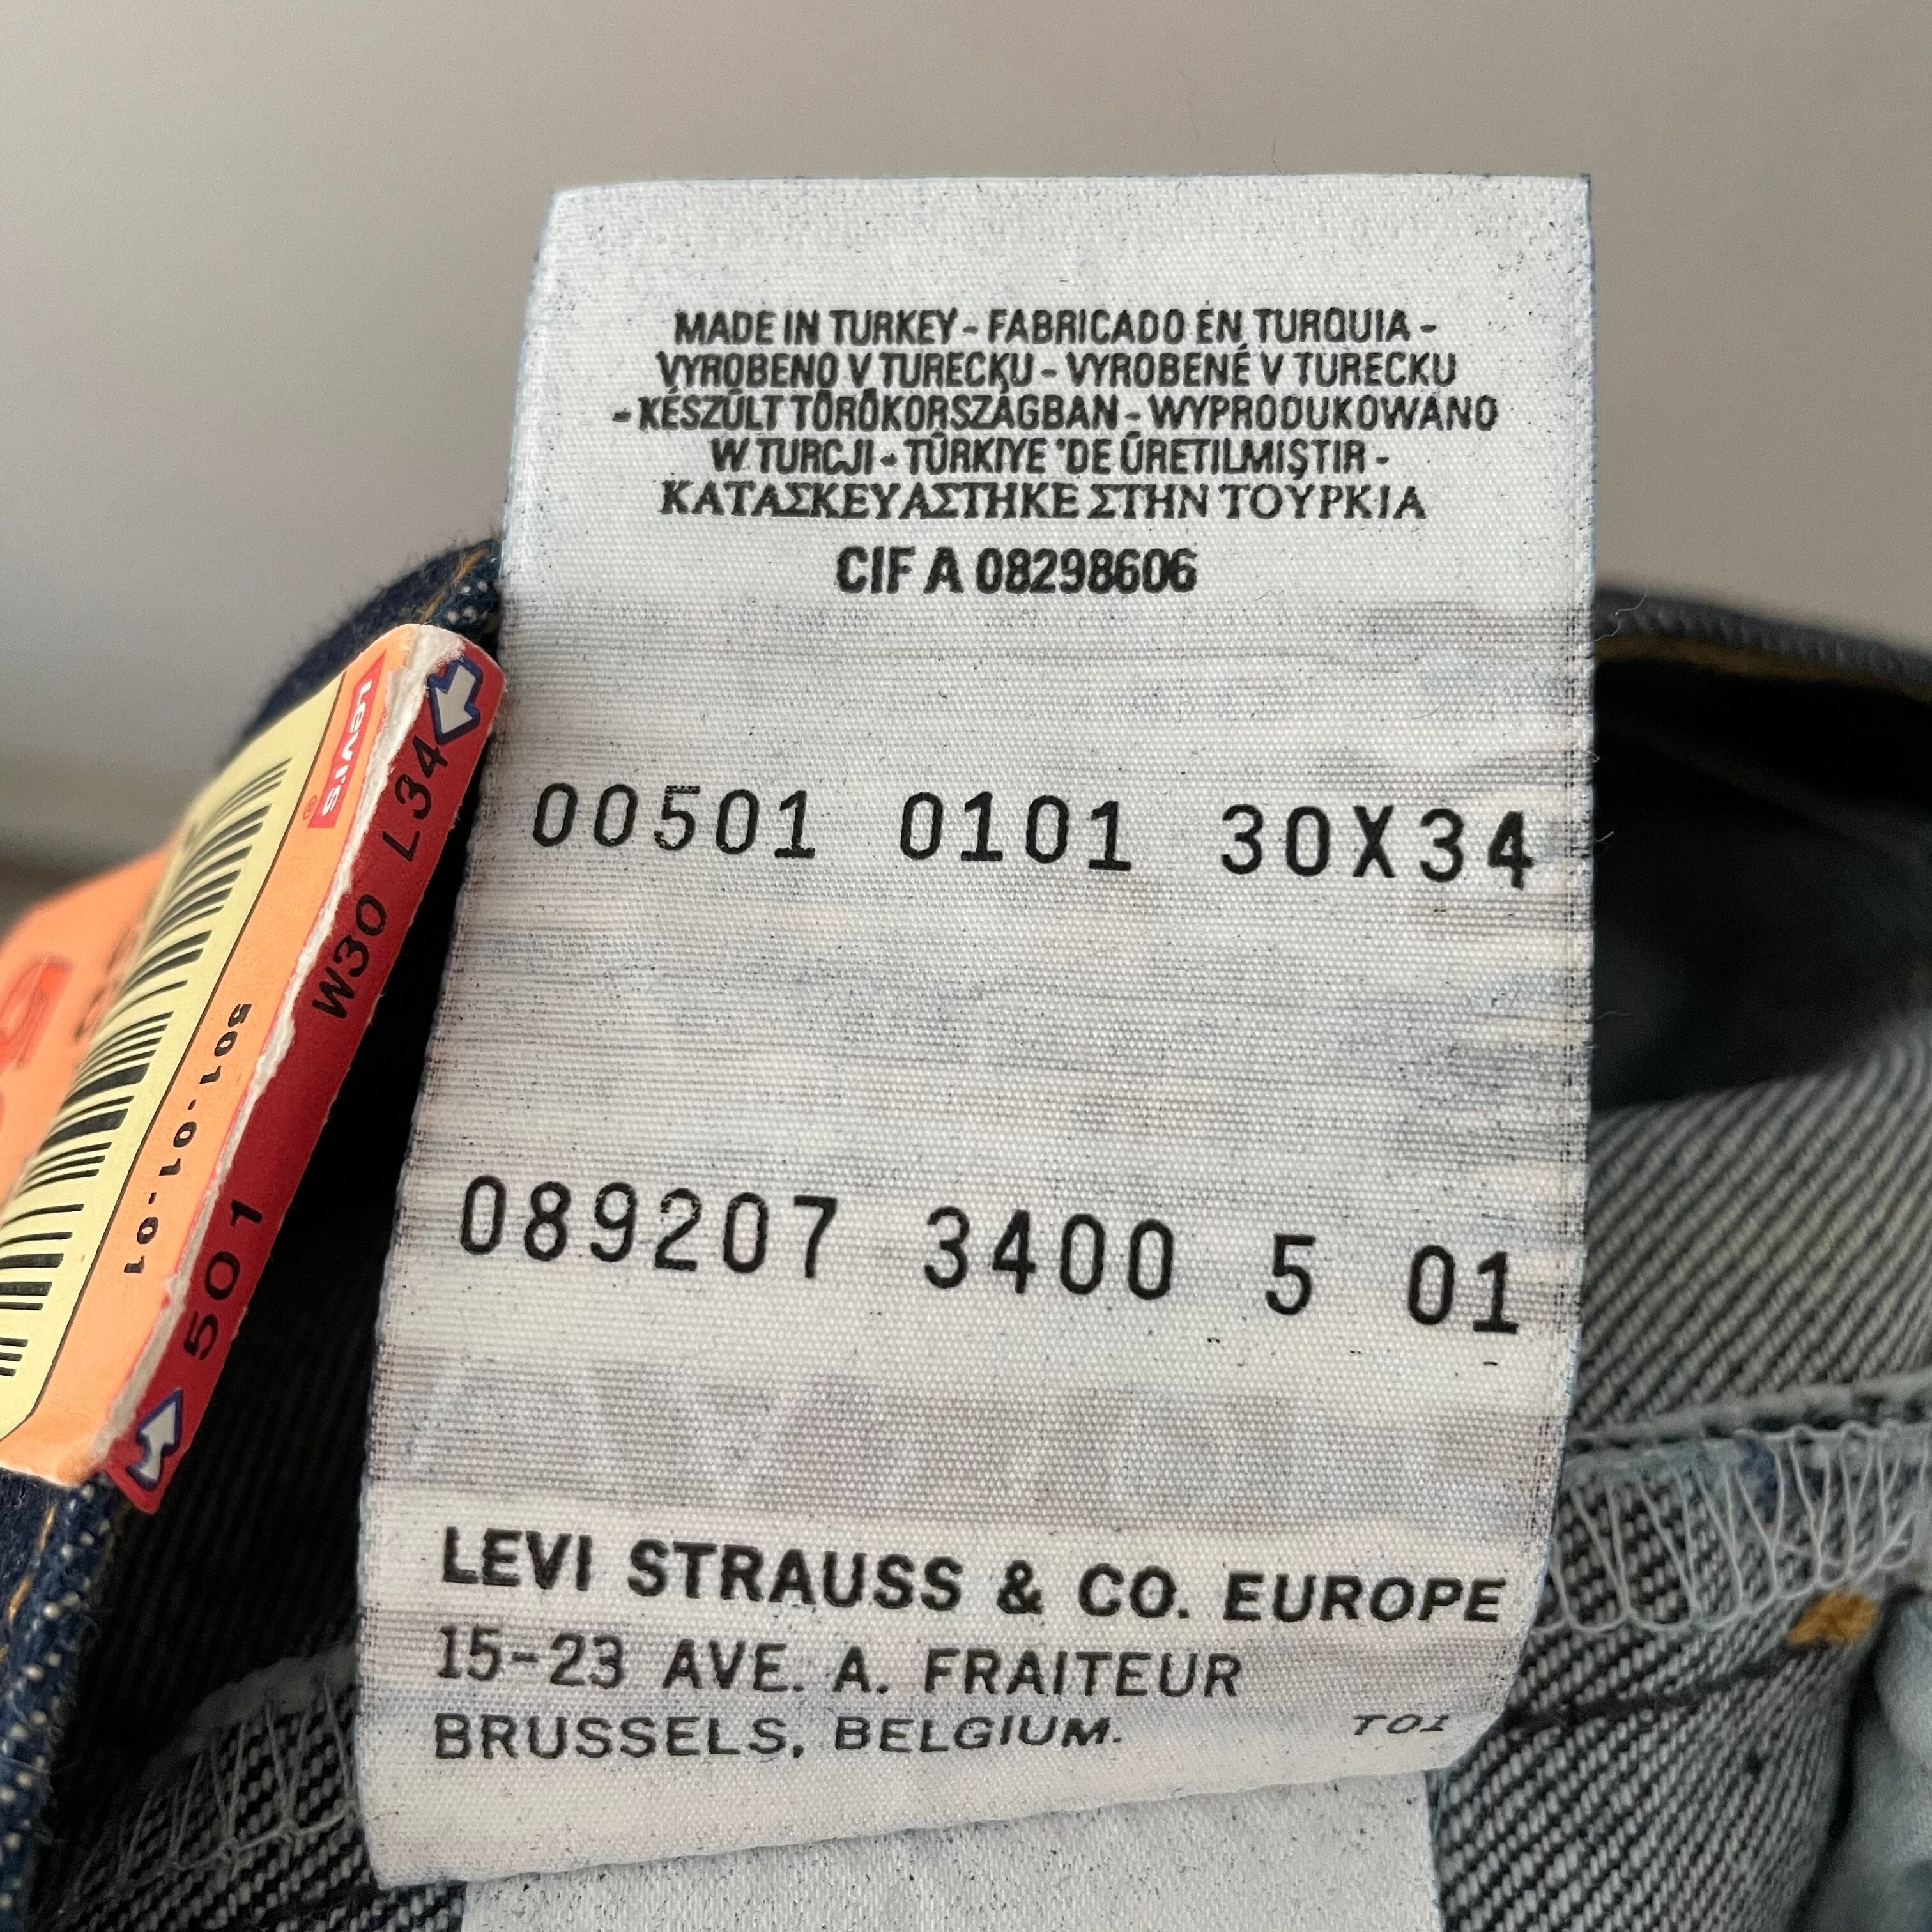 MADE IN TURKEY - FABRICADO EN TURQUIA -
VYROBENO V TURECKU - VYROBENÉ V TURECKU
- KÉSZÜLT TÖRÖKORSZÁGBAN - WYPRODUKOWANO
W TURCJI - TÜRKIYE 'DE ÜRETILMIŞTIR -
ΚΑΤΑΣΚΕΥΑΣΤΗΚΕ ΣΤΗΝ ΤΟΥΡΚΙΑ
CIF A 08298606
00501 0101 30X34
089207 3400 5 01
LEVI STRAUSS & CO. EUROPE
15-23 AVE. A. FRAITEUR
BRUSSELS, BELGIUM. TO1
Levi's®
501-01-01
501 W30 L34